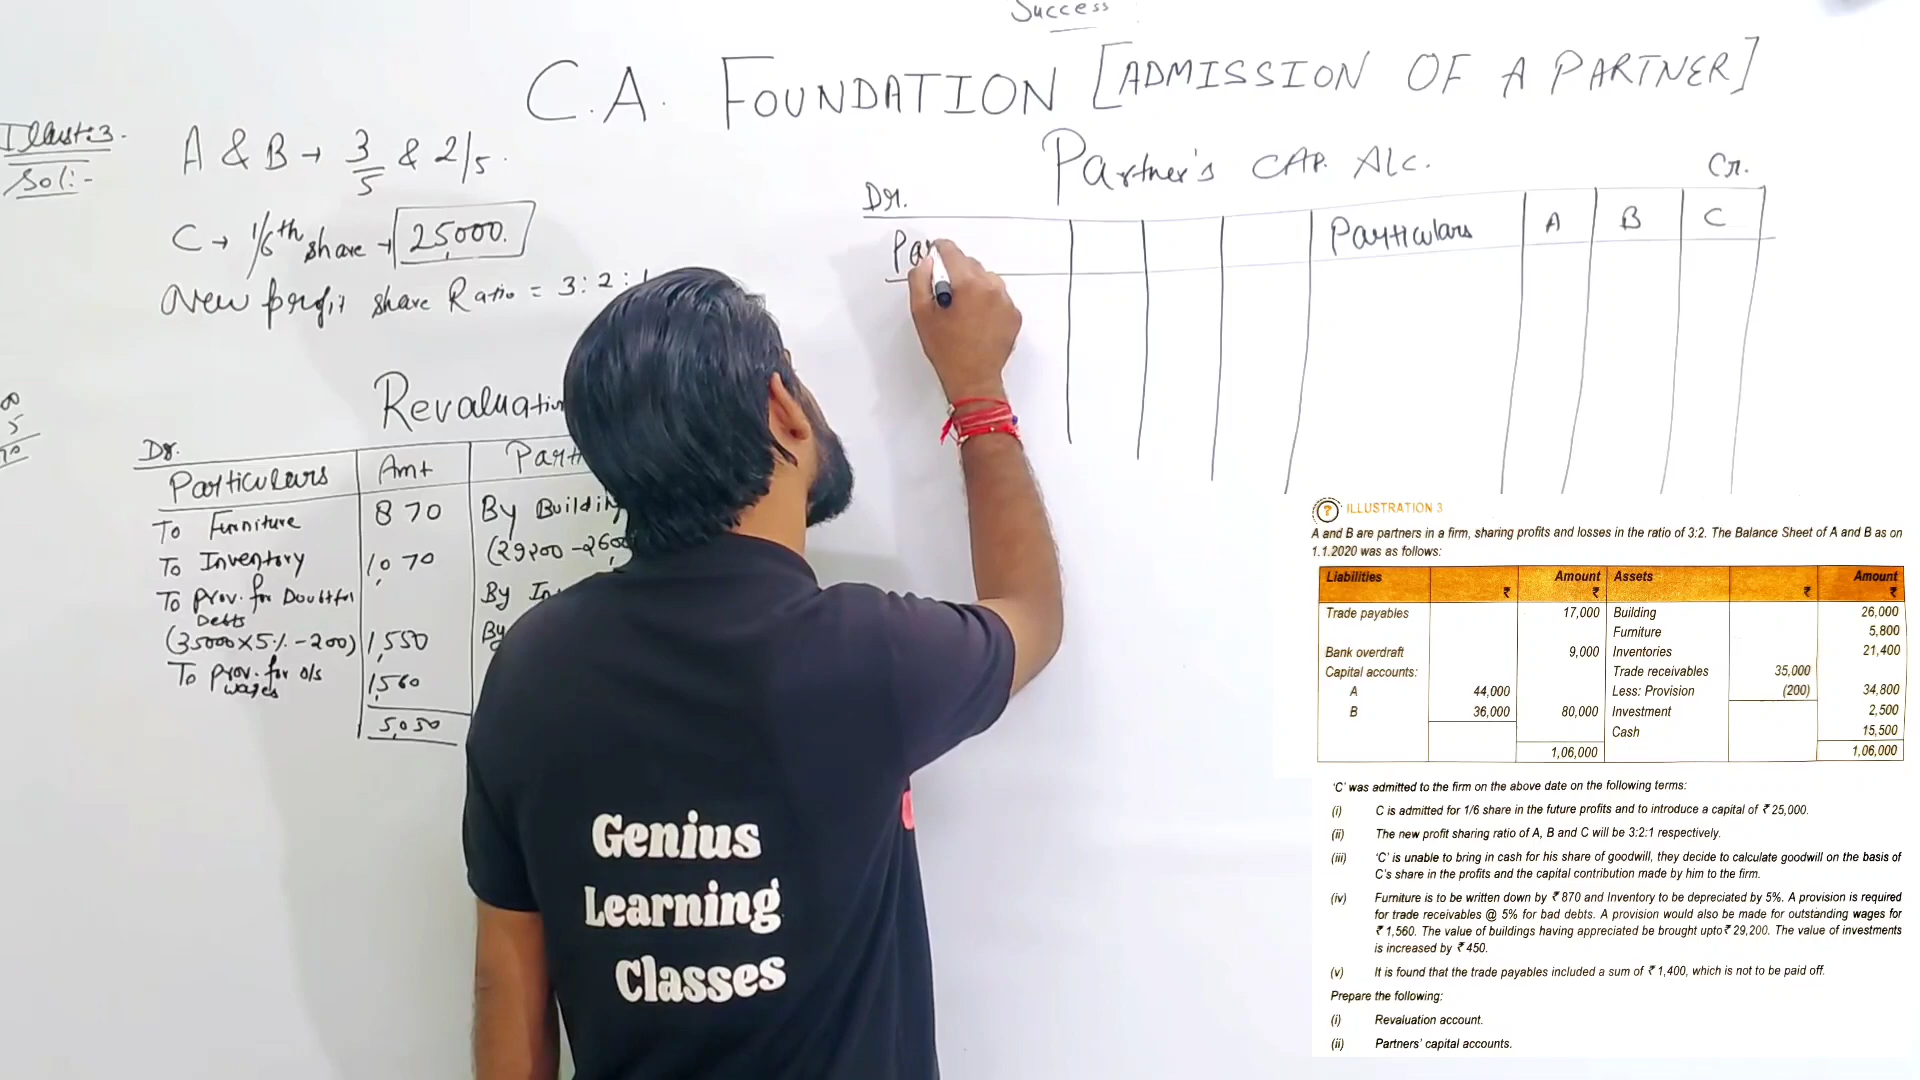 Success
C.A. FOUNDATION [ADMISSION OF A PARTNER]
Illust:3.
Sol:-
A & B → 3/5 & 2/5.
C → 1/6th share → 25,000.
New profit share Ratio = 3:2:1
Revaluation
Dr.
Particulars Amt
To Furniture 870 By Building
To Inventory 1,070 (29200-2600
To Prov. for Doubtful
Debts
(35000×5%-200) 1,550
To Prov. for o/s
wages 1,560
5,050
Partner's CAP. A/c.
Dr. Cr.
Par Particulars A B C
Genius
Learning
Classes
? ILLUSTRATION 3
A and B are partners in a firm, sharing profits and losses in the ratio of 3:2. The Balance Sheet of A and B as on
1.1.2020 was as follows:
Liabilities ₹ Amount ₹ Assets ₹ Amount ₹
Trade payables 17,000 Building 26,000
Furniture 5,800
Bank overdraft 9,000 Inventories 21,400
Capital accounts: Trade receivables 35,000
A 44,000 Less: Provision (200) 34,800
B 36,000 80,000 Investment 2,500
Cash 15,500
1,06,000 1,06,000
'C' was admitted to the firm on the above date on the following terms:
(i) C is admitted for 1/6 share in the future profits and to introduce a capital of ₹ 25,000.
(ii) The new profit sharing ratio of A, B and C will be 3:2:1 respectively.
(iii) 'C' is unable to bring in cash for his share of goodwill, they decide to calculate goodwill on the basis of
C's share in the profits and the capital contribution made by him to the firm.
(iv) Furniture is to be written down by ₹ 870 and Inventory to be depreciated by 5%. A provision is required
for trade receivables @ 5% for bad debts. A provision would also be made for outstanding wages for
₹ 1,560. The value of buildings having appreciated be brought upto ₹ 29,200. The value of investments
is increased by ₹ 450.
(v) It is found that the trade payables included a sum of ₹ 1,400, which is not to be paid off.
Prepare the following:
(i) Revaluation account.
(ii) Partners' capital accounts.